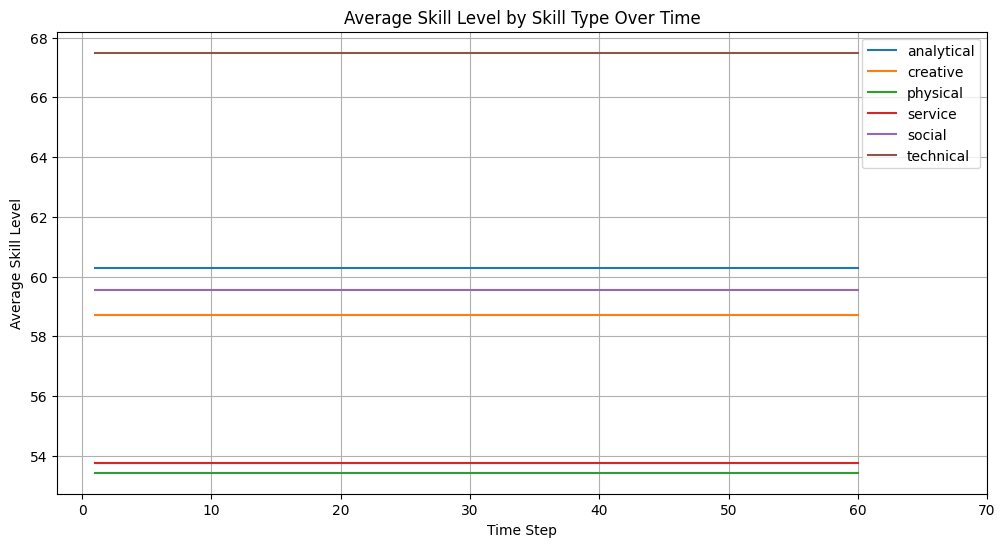 Average Skill Level by Skill Type Over Time
68
66
64
62
60
58
56
54
Average Skill Level
analytical
creative
physical
service
social
technical
0 10 20 30 40 50 60 70
Time Step